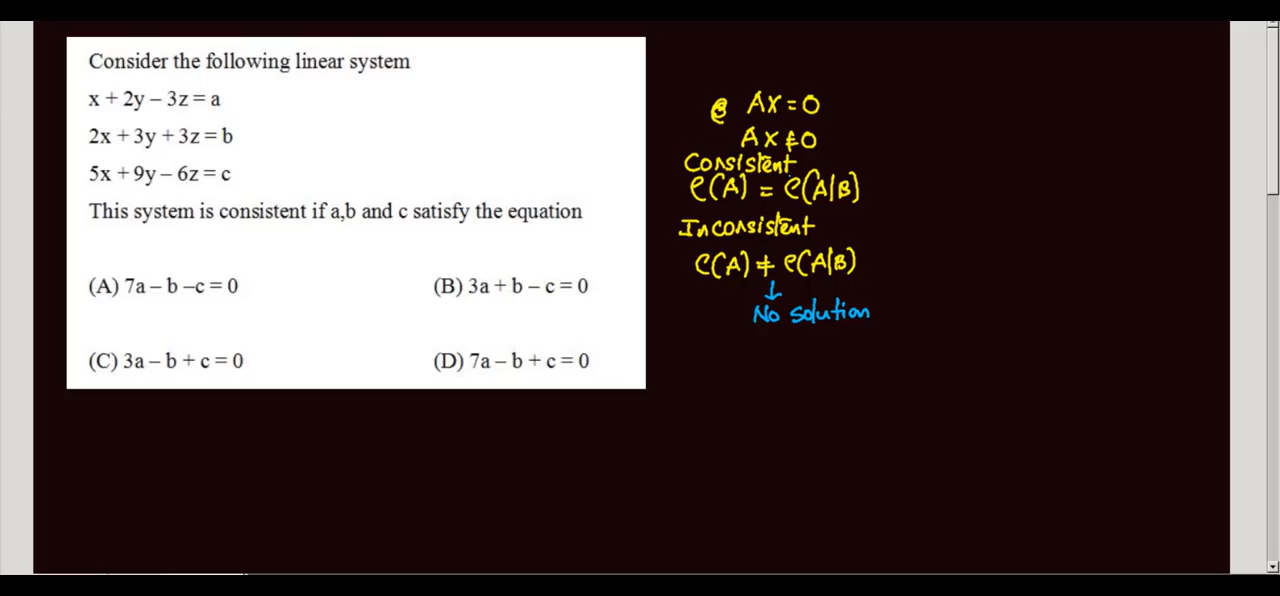 Consider the following linear system
x + 2y – 3z = a
2x + 3y + 3z = b
5x + 9y – 6z = c
This system is consistent if a,b and c satisfy the equation
(A) 7a – b –c = 0
(B) 3a + b – c = 0
(C) 3a – b + c = 0
(D) 7a – b + c = 0
AX = 0
AX ≠ 0
Consistent
ρ(A) = ρ(A|B)
Inconsistent
ρ(A) ≠ ρ(A|B)
↓
No solution